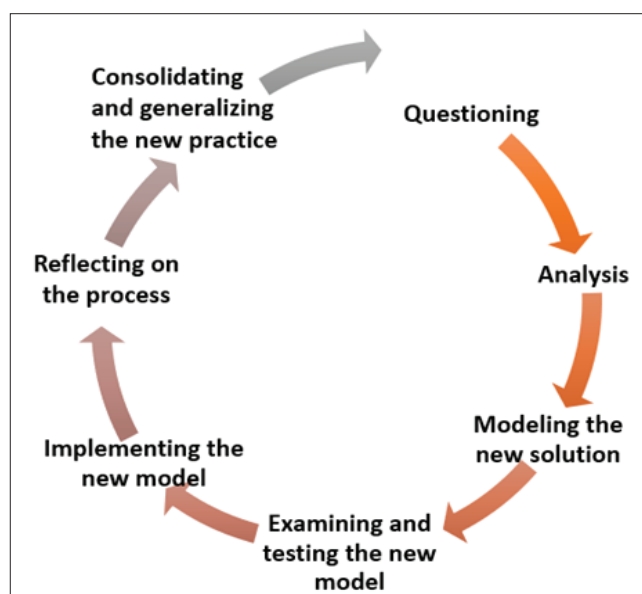 Questioning
Analysis
Modeling the
new solution
Examining and
testing the new
model
Implementing the
new model
Reflecting on
the process
Consolidating
and generalizing
the new practice